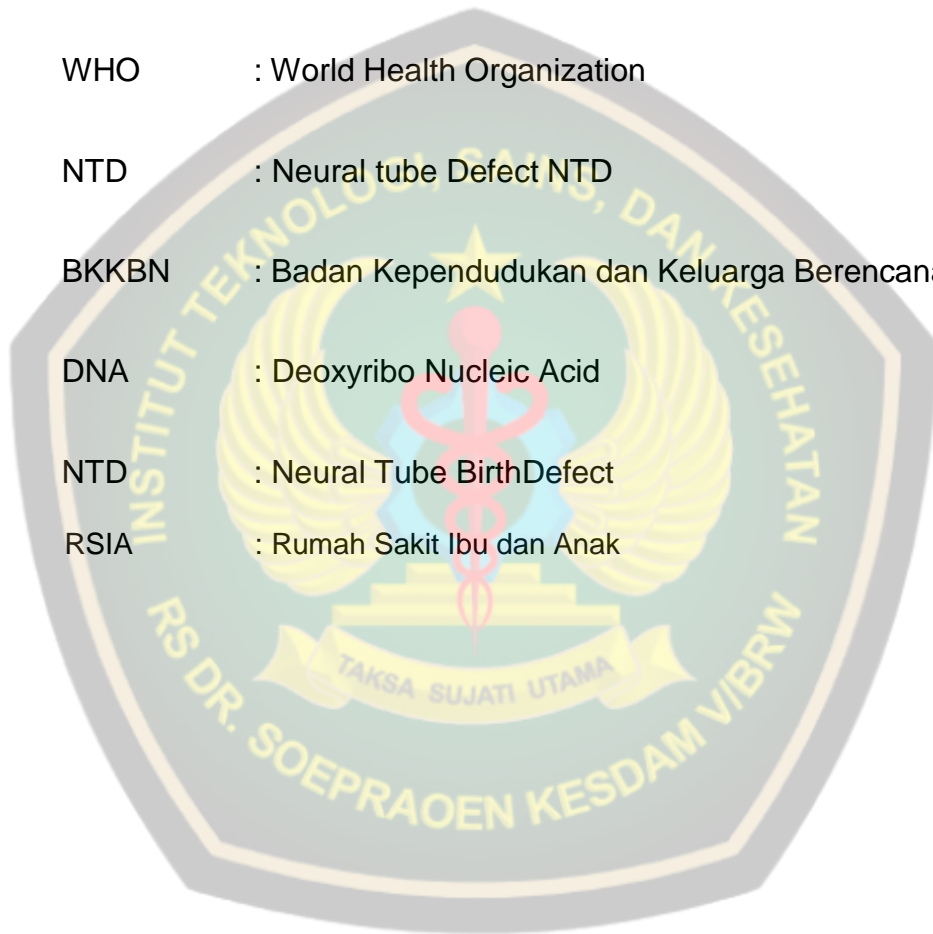 WHO : World Health Organization
NTD : Neural tube Defect NTD
BKKBN : Badan Kependudukan dan Keluarga Berencana
DNA : Deoxyribo Nucleic Acid
NTD : Neural Tube BirthDefect
RSIA : Rumah Sakit Ibu dan Anak
INSTITUT TEKNOLOGI, SAINS, DAN KESEHATAN
TAKSA SUJATI UTAMA
RS DR. SOEPRAOEN KESDAM V/BRW